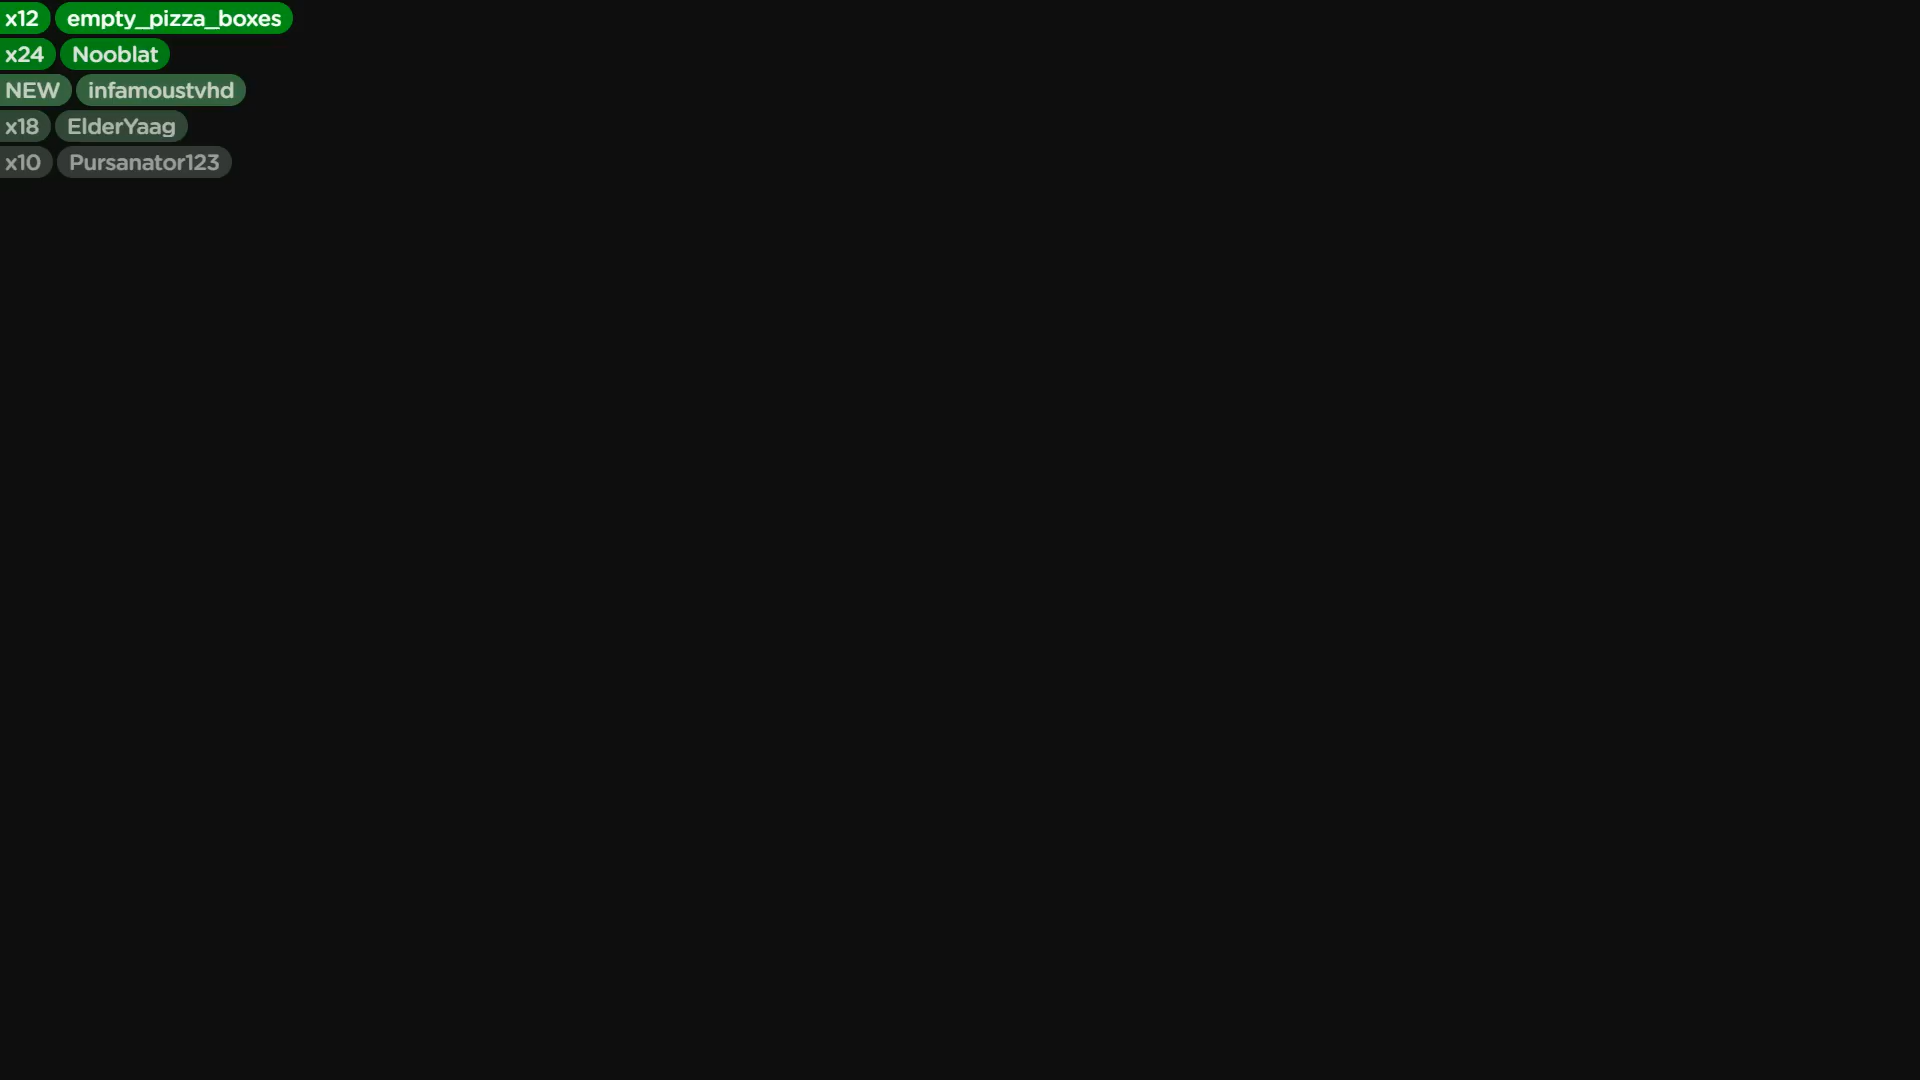 x12 empty_pizza_boxes
x24 Nooblat
NEW infamoustvhd
x18 ElderYaag
x10 Pursanator123